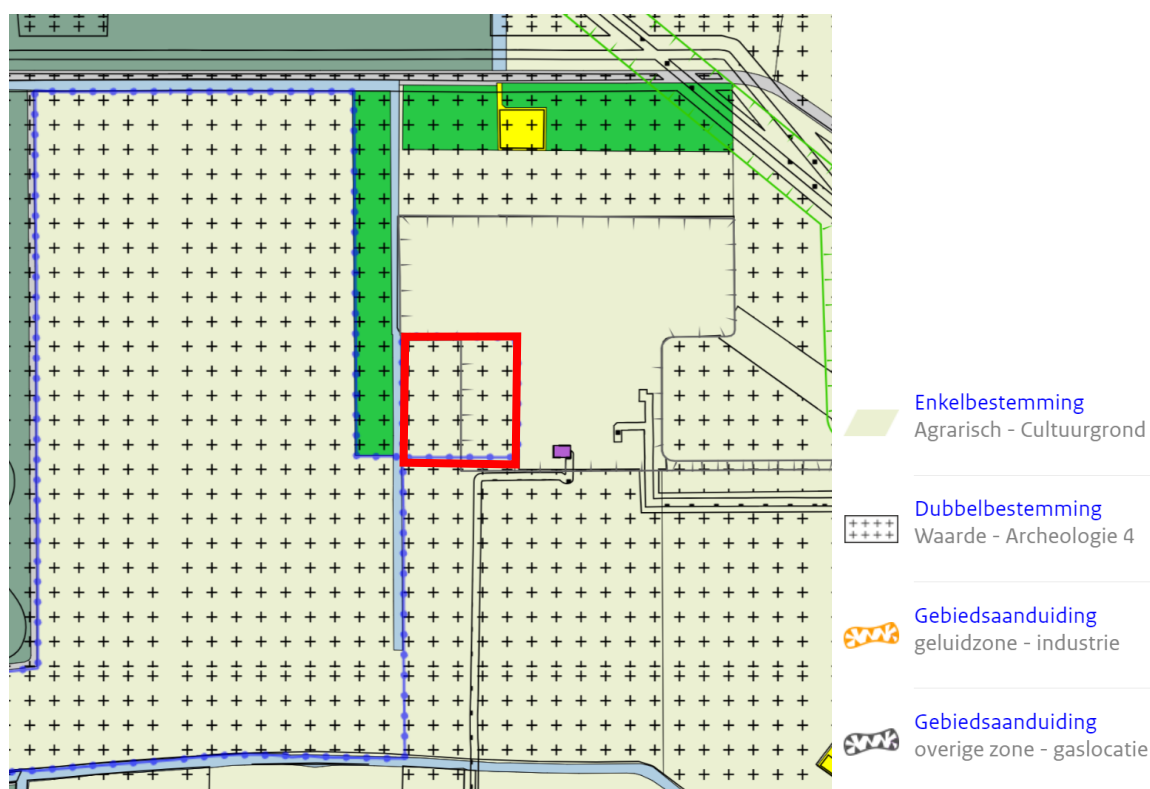 Enkelbestemming
Agrarisch - Cultuurgrond
Dubbelbestemming
Waarde - Archeologie 4
Gebiedsaanduiding
geluidzone - industrie
Gebiedsaanduiding
overige zone - gaslocatie